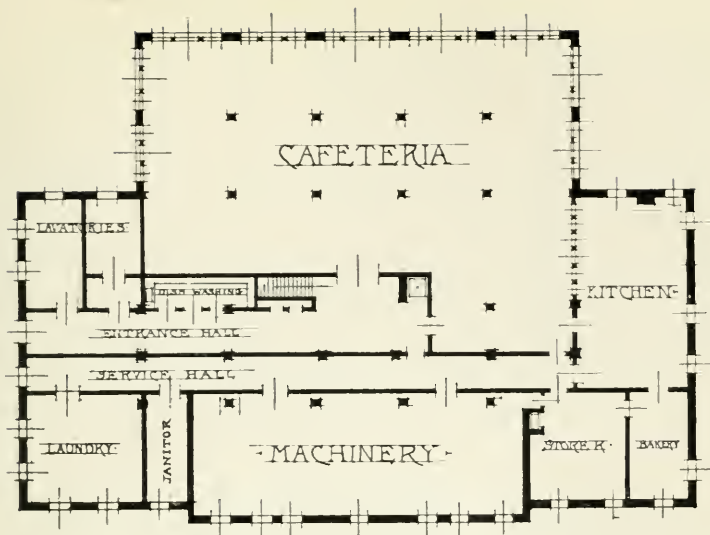 CAFETERIA
LAVATORIES
DISH WASHING
KITCHEN
ENTRANCE HALL
SERVICE HALL
LAUNDRY
JANITOR
MACHINERY
STORE R.
BAKERY